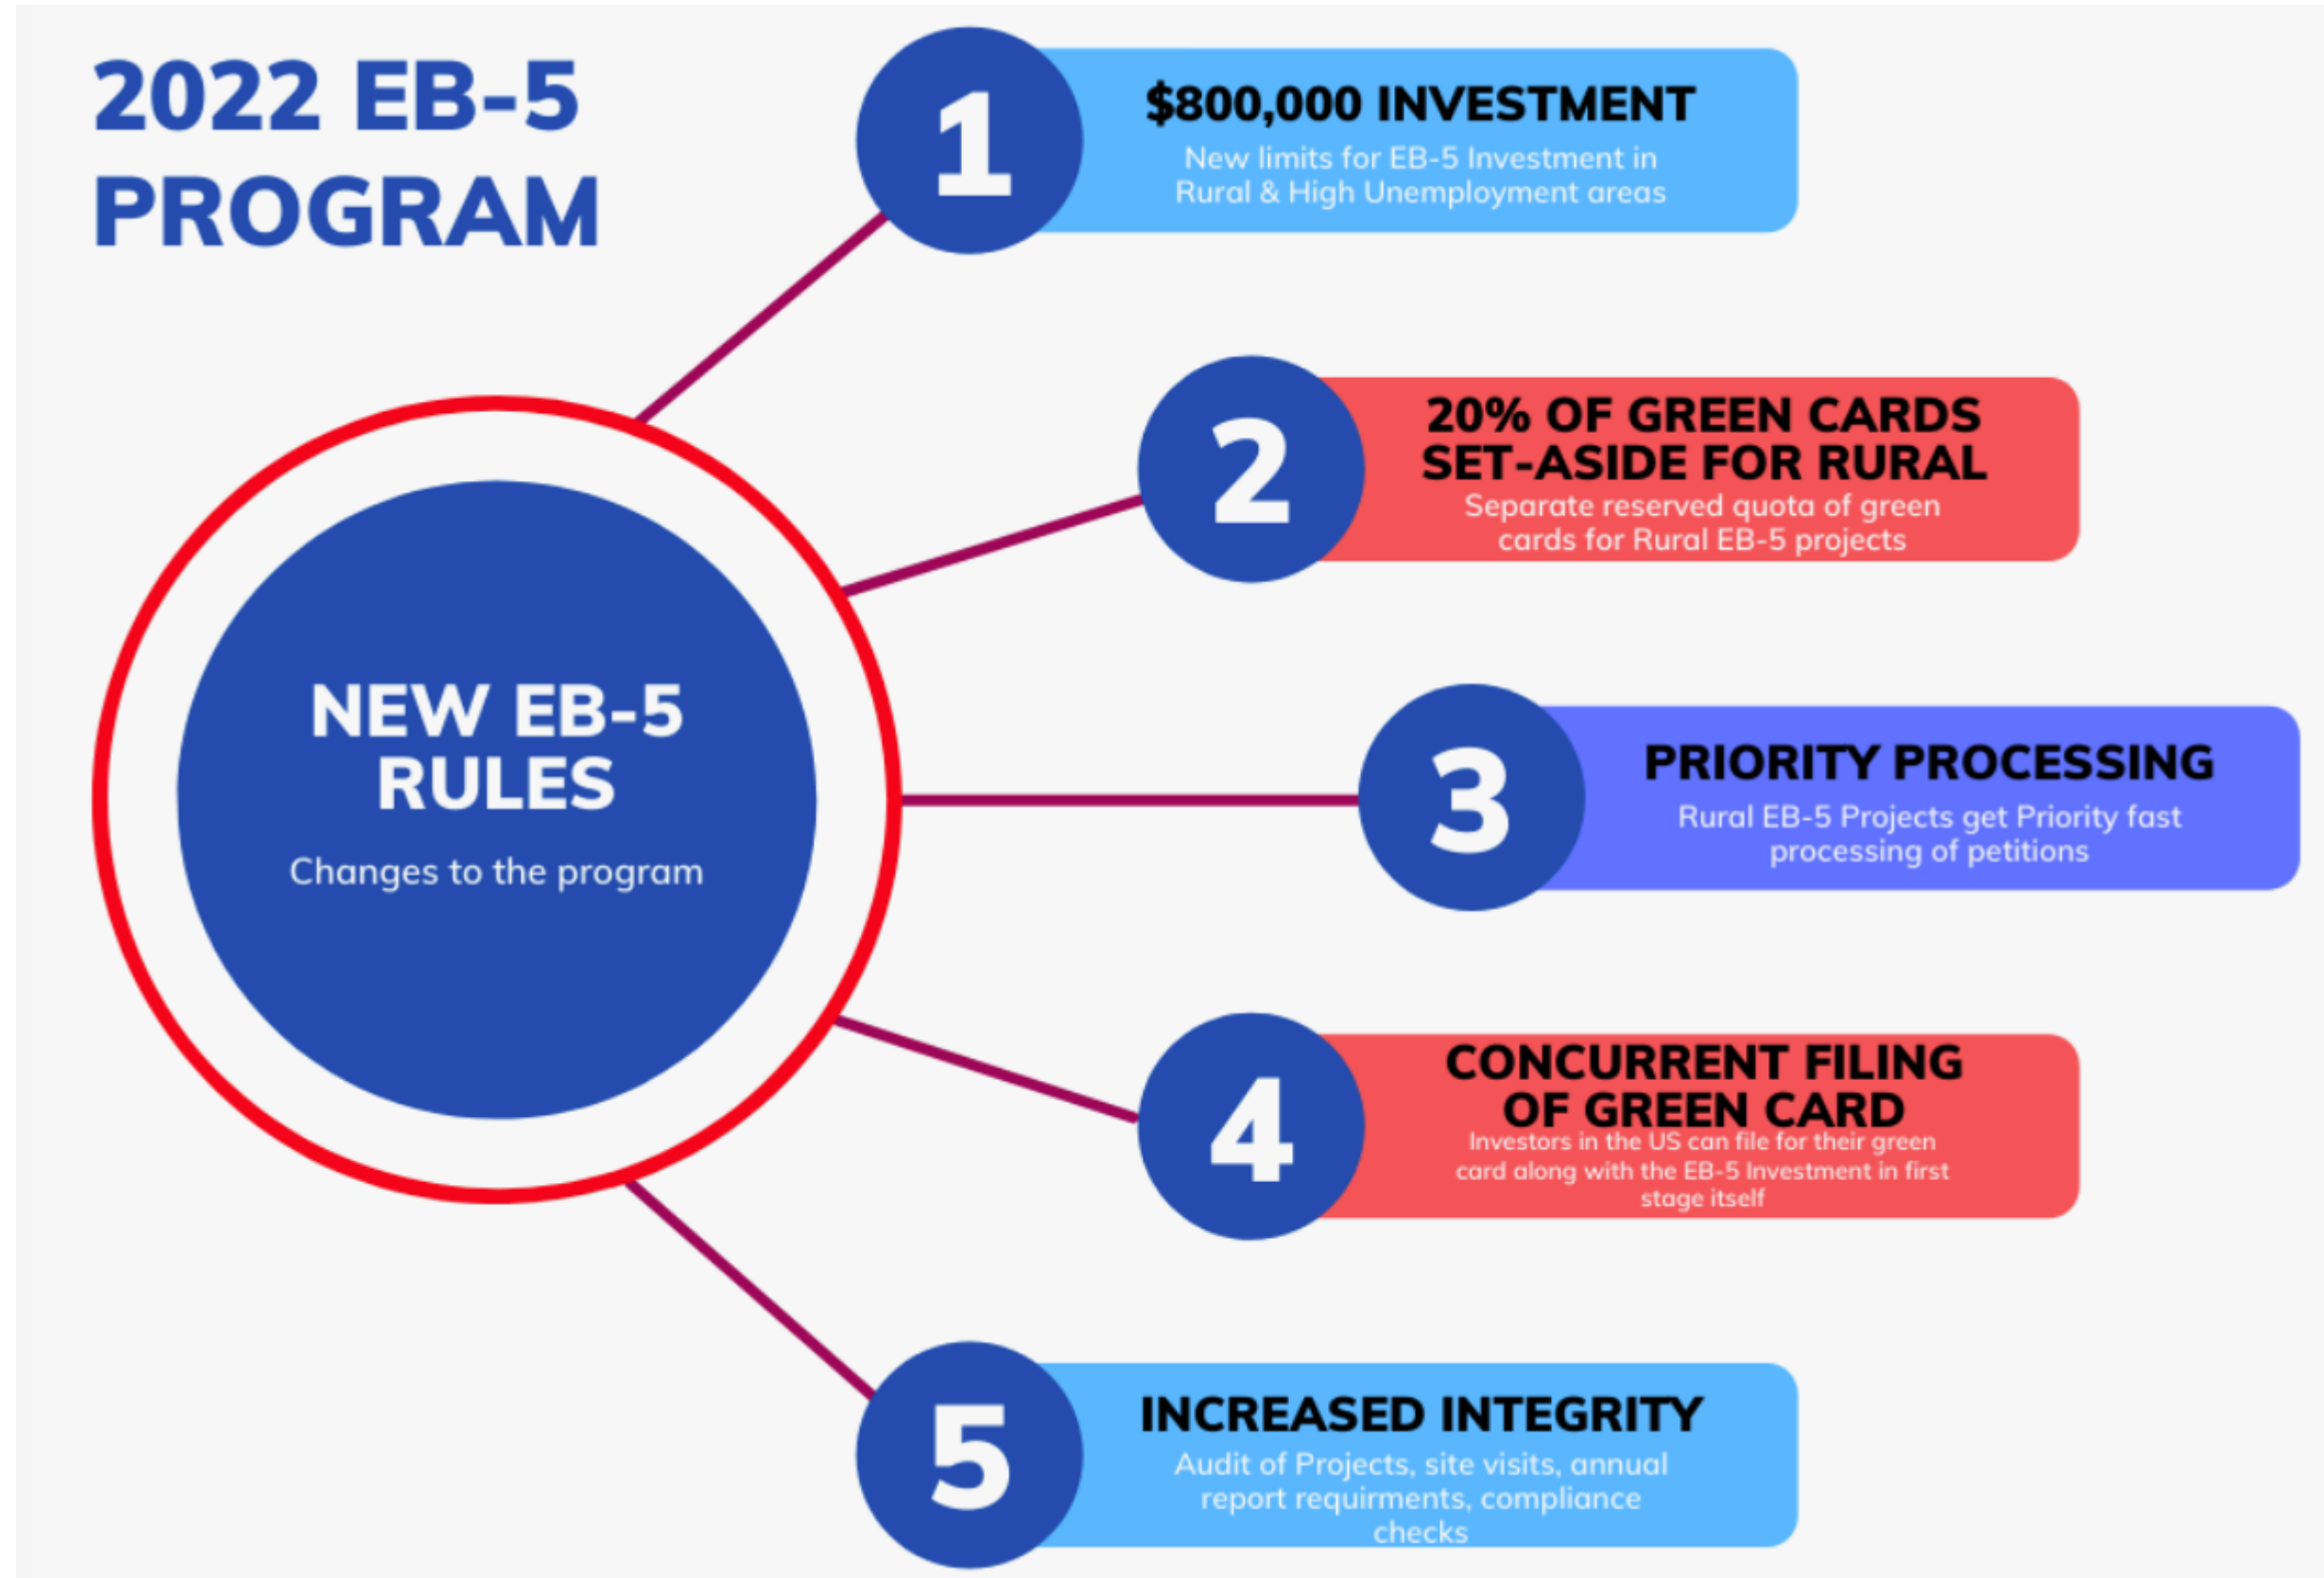 2022 EB-5
PROGRAM
NEW EB-5
RULES
Changes to the program
1
$800,000 INVESTMENT
New limits for EB-5 Investment in
Rural & High Unemployment areas
2
20% OF GREEN CARDS
SET-ASIDE FOR RURAL
Separate reserved quota of green
cards for Rural EB-5 projects
3
PRIORITY PROCESSING
Rural EB-5 Projects get Priority fast
processing of petitions
4
CONCURRENT FILING
OF GREEN CARD
Investors in the US can file for their green
card along with the EB-5 Investment in first
stage itself
5
INCREASED INTEGRITY
Audit of Projects, site visits, annual
report requirments, compliance
checks